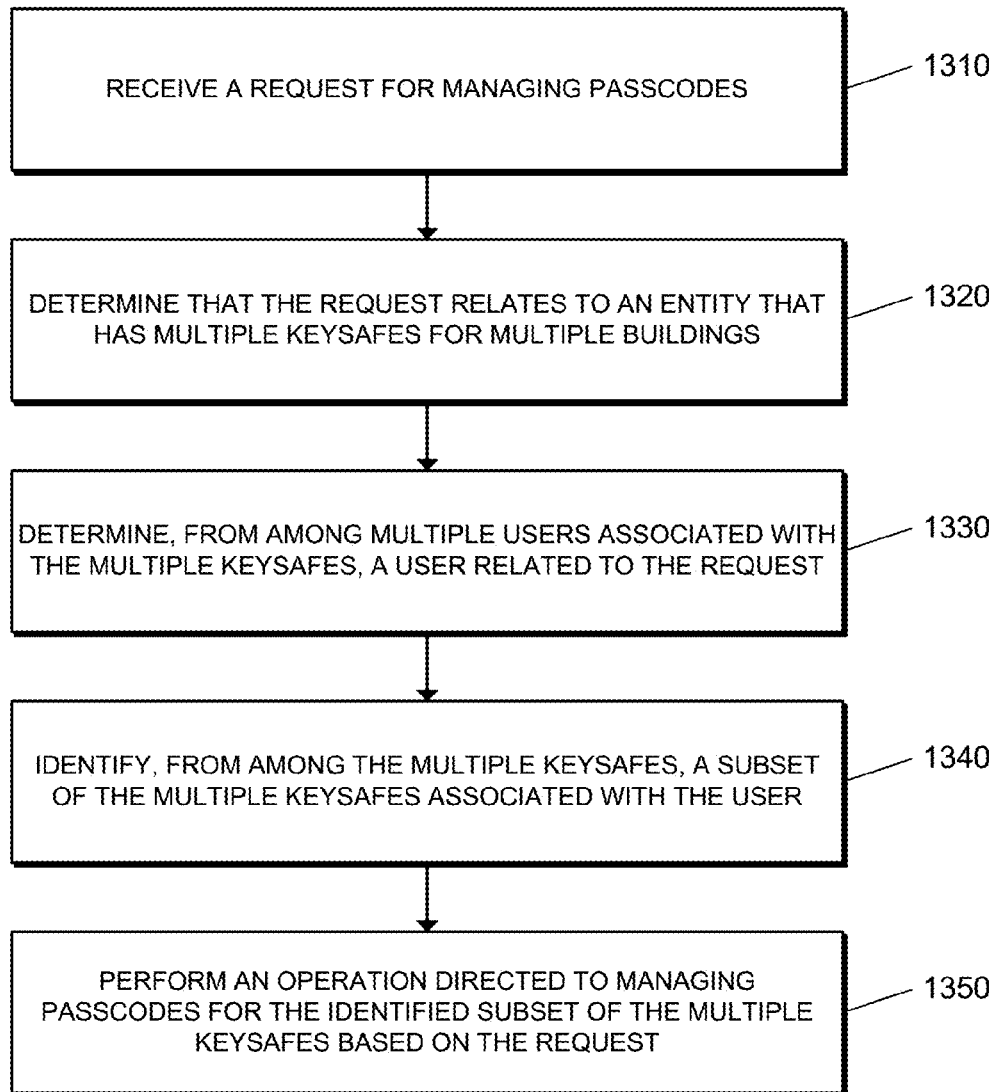 RECEIVE A REQUEST FOR MANAGING PASSCODES
1310
DETERMINE THAT THE REQUEST RELATES TO AN ENTITY THAT
HAS MULTIPLE KEYSAFES FOR MULTIPLE BUILDINGS
1320
DETERMINE, FROM AMONG MULTIPLE USERS ASSOCIATED WITH
THE MULTIPLE KEYSAFES, A USER RELATED TO THE REQUEST
1330
IDENTIFY, FROM AMONG THE MULTIPLE KEYSAFES, A SUBSET
OF THE MULTIPLE KEYSAFES ASSOCIATED WITH THE USER
1340
PERFORM AN OPERATION DIRECTED TO MANAGING
PASSCODES FOR THE IDENTIFIED SUBSET OF THE MULTIPLE
KEYSAFES BASED ON THE REQUEST
1350